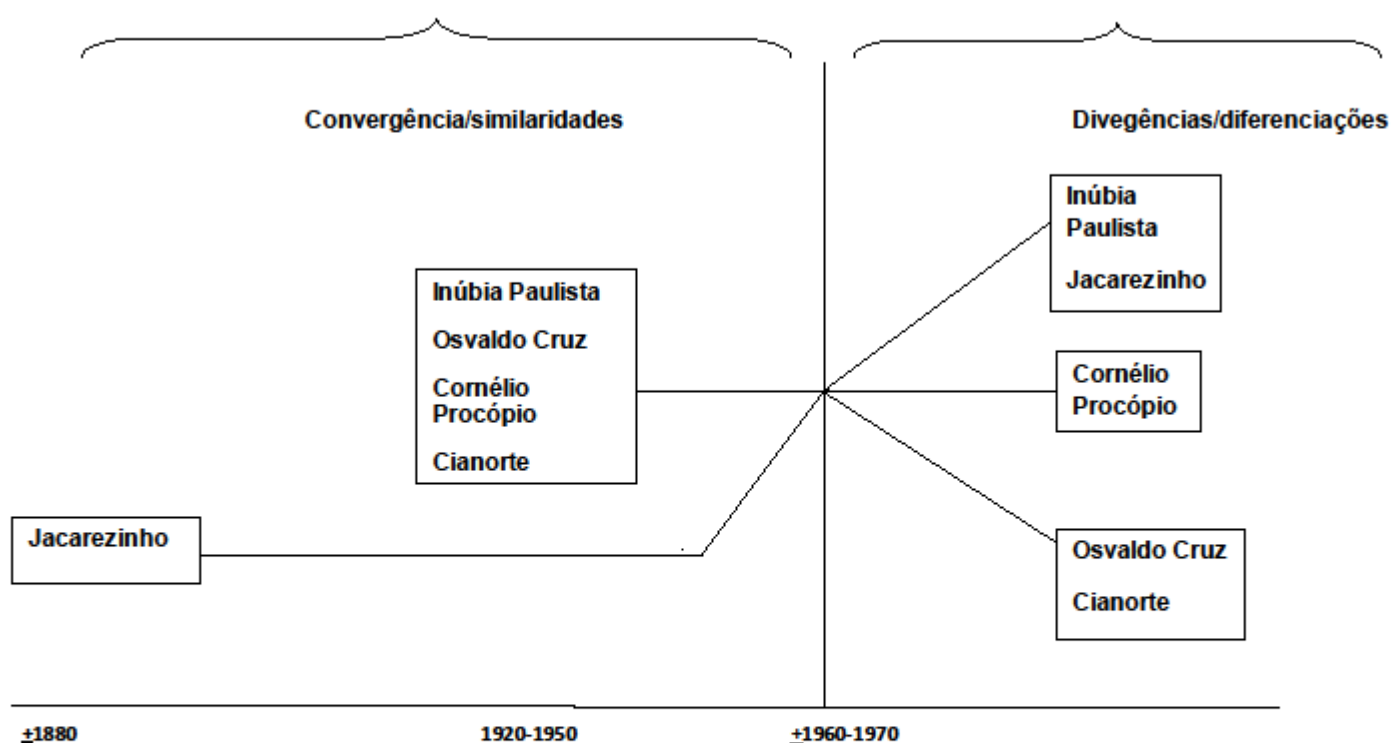 Convergência/similaridades
Divegências/diferenciações
Inúbia Paulista
Osvaldo Cruz
Cornélio
Procópio
Cianorte
Jacarezinho
Inúbia
Paulista
Jacarezinho
Cornélio
Procópio
Osvaldo Cruz
Cianorte
±1880
1920-1950
±1960-1970